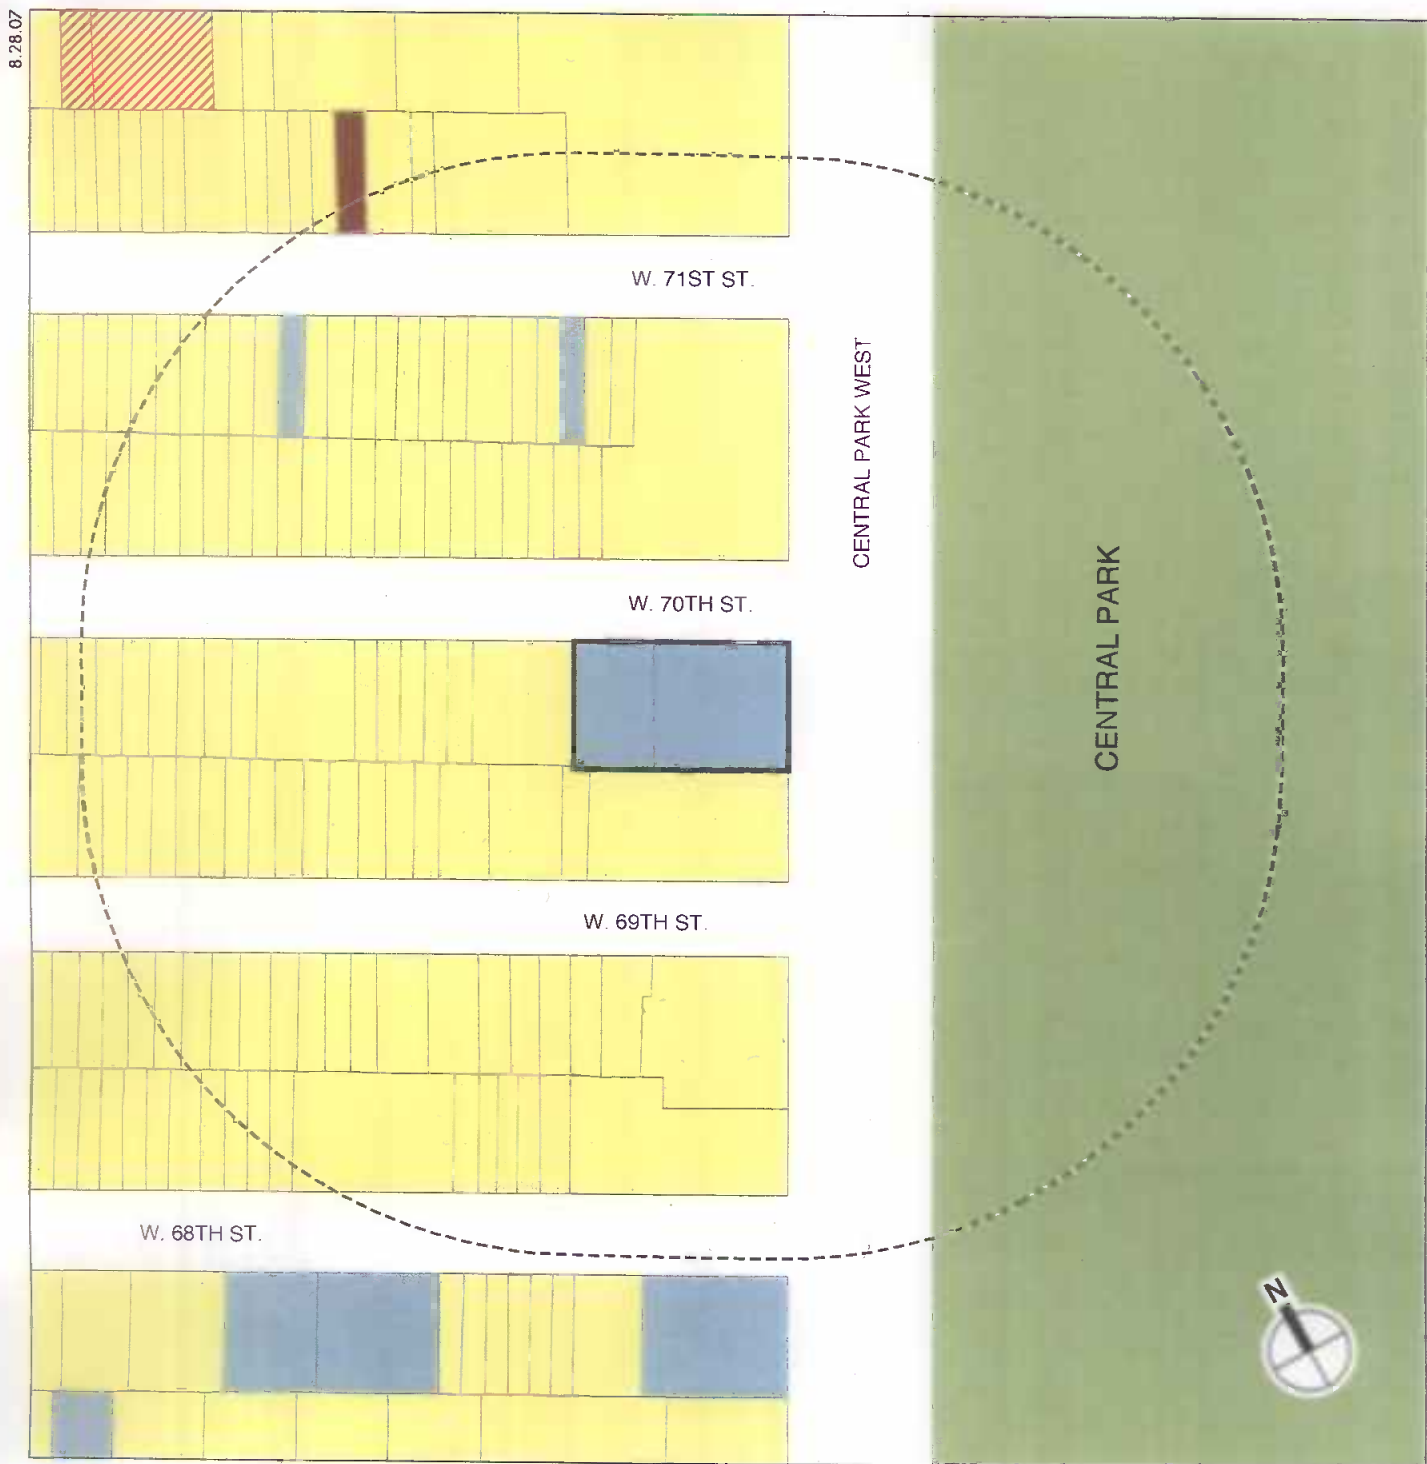 8.28.07
W. 71ST ST.
CENTRAL PARK WEST
W. 70TH ST.
CENTRAL PARK
W. 69TH ST.
W. 68TH ST.
N